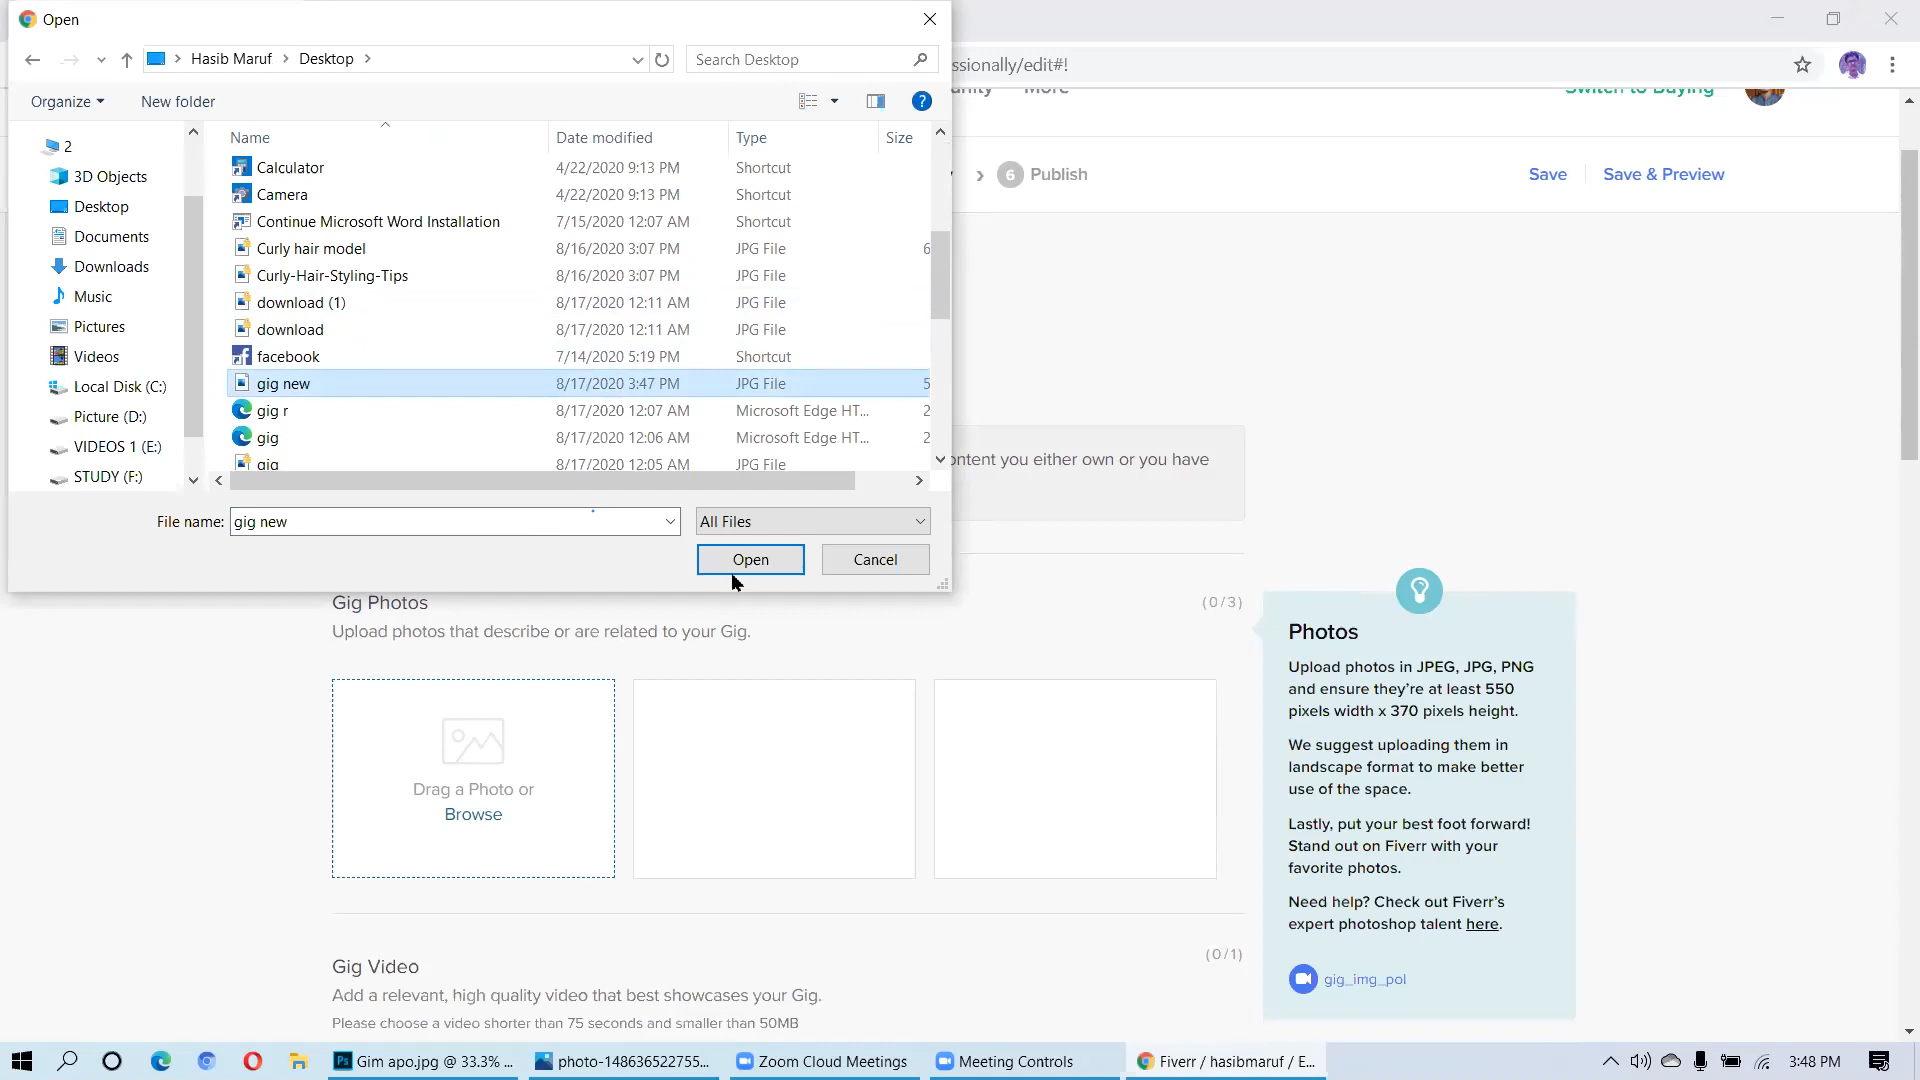 Open
Hasib Maruf
Desktop
Search Desktop
ssionally/edit#!
Organize
New folder
More
Switch to Buying
Name
Date modified
Type
Size
2
3D Objects
Desktop
Documents
Downloads
Music
Pictures
Videos
Local Disk (C:)
Picture (D:)
VIDEOS 1 (E:)
STUDY (F:)
Calculator 4/22/2020 9:13 PM Shortcut
Camera 4/22/2020 9:13 PM Shortcut
Continue Microsoft Word Installation 7/15/2020 12:07 AM Shortcut
Curly hair model 8/16/2020 3:07 PM JPG File 6
Curly-Hair-Styling-Tips 8/16/2020 3:07 PM JPG File
download (1) 8/17/2020 12:11 AM JPG File
download 8/17/2020 12:11 AM JPG File
facebook 7/14/2020 5:19 PM Shortcut
gig new 8/17/2020 3:47 PM JPG File 5
gig r 8/17/2020 12:07 AM Microsoft Edge HT... 2
gig 8/17/2020 12:06 AM Microsoft Edge HT... 2
gig 8/17/2020 12:05 AM JPG File
File name: gig new
All Files
Open
Cancel
6 Publish
Save
Save & Preview
ontent you either own or you have
Gig Photos
(0/3)
Upload photos that describe or are related to your Gig.
Drag a Photo or
Browse
Photos
Upload photos in JPEG, JPG, PNG
and ensure they're at least 550
pixels width x 370 pixels height.
We suggest uploading them in
landscape format to make better
use of the space.
Lastly, put your best foot forward!
Stand out on Fiverr with your
favorite photos.
Need help? Check out Fiverr's
expert photoshop talent here.
gig_img_pol
Gig Video
(0/1)
Add a relevant, high quality video that best showcases your Gig.
Please choose a video shorter than 75 seconds and smaller than 50MB
Gim apo.jpg @ 33.3% ...
photo-148636522755...
Zoom Cloud Meetings
Meeting Controls
Fiverr / hasibmaruf / E...
3:48 PM